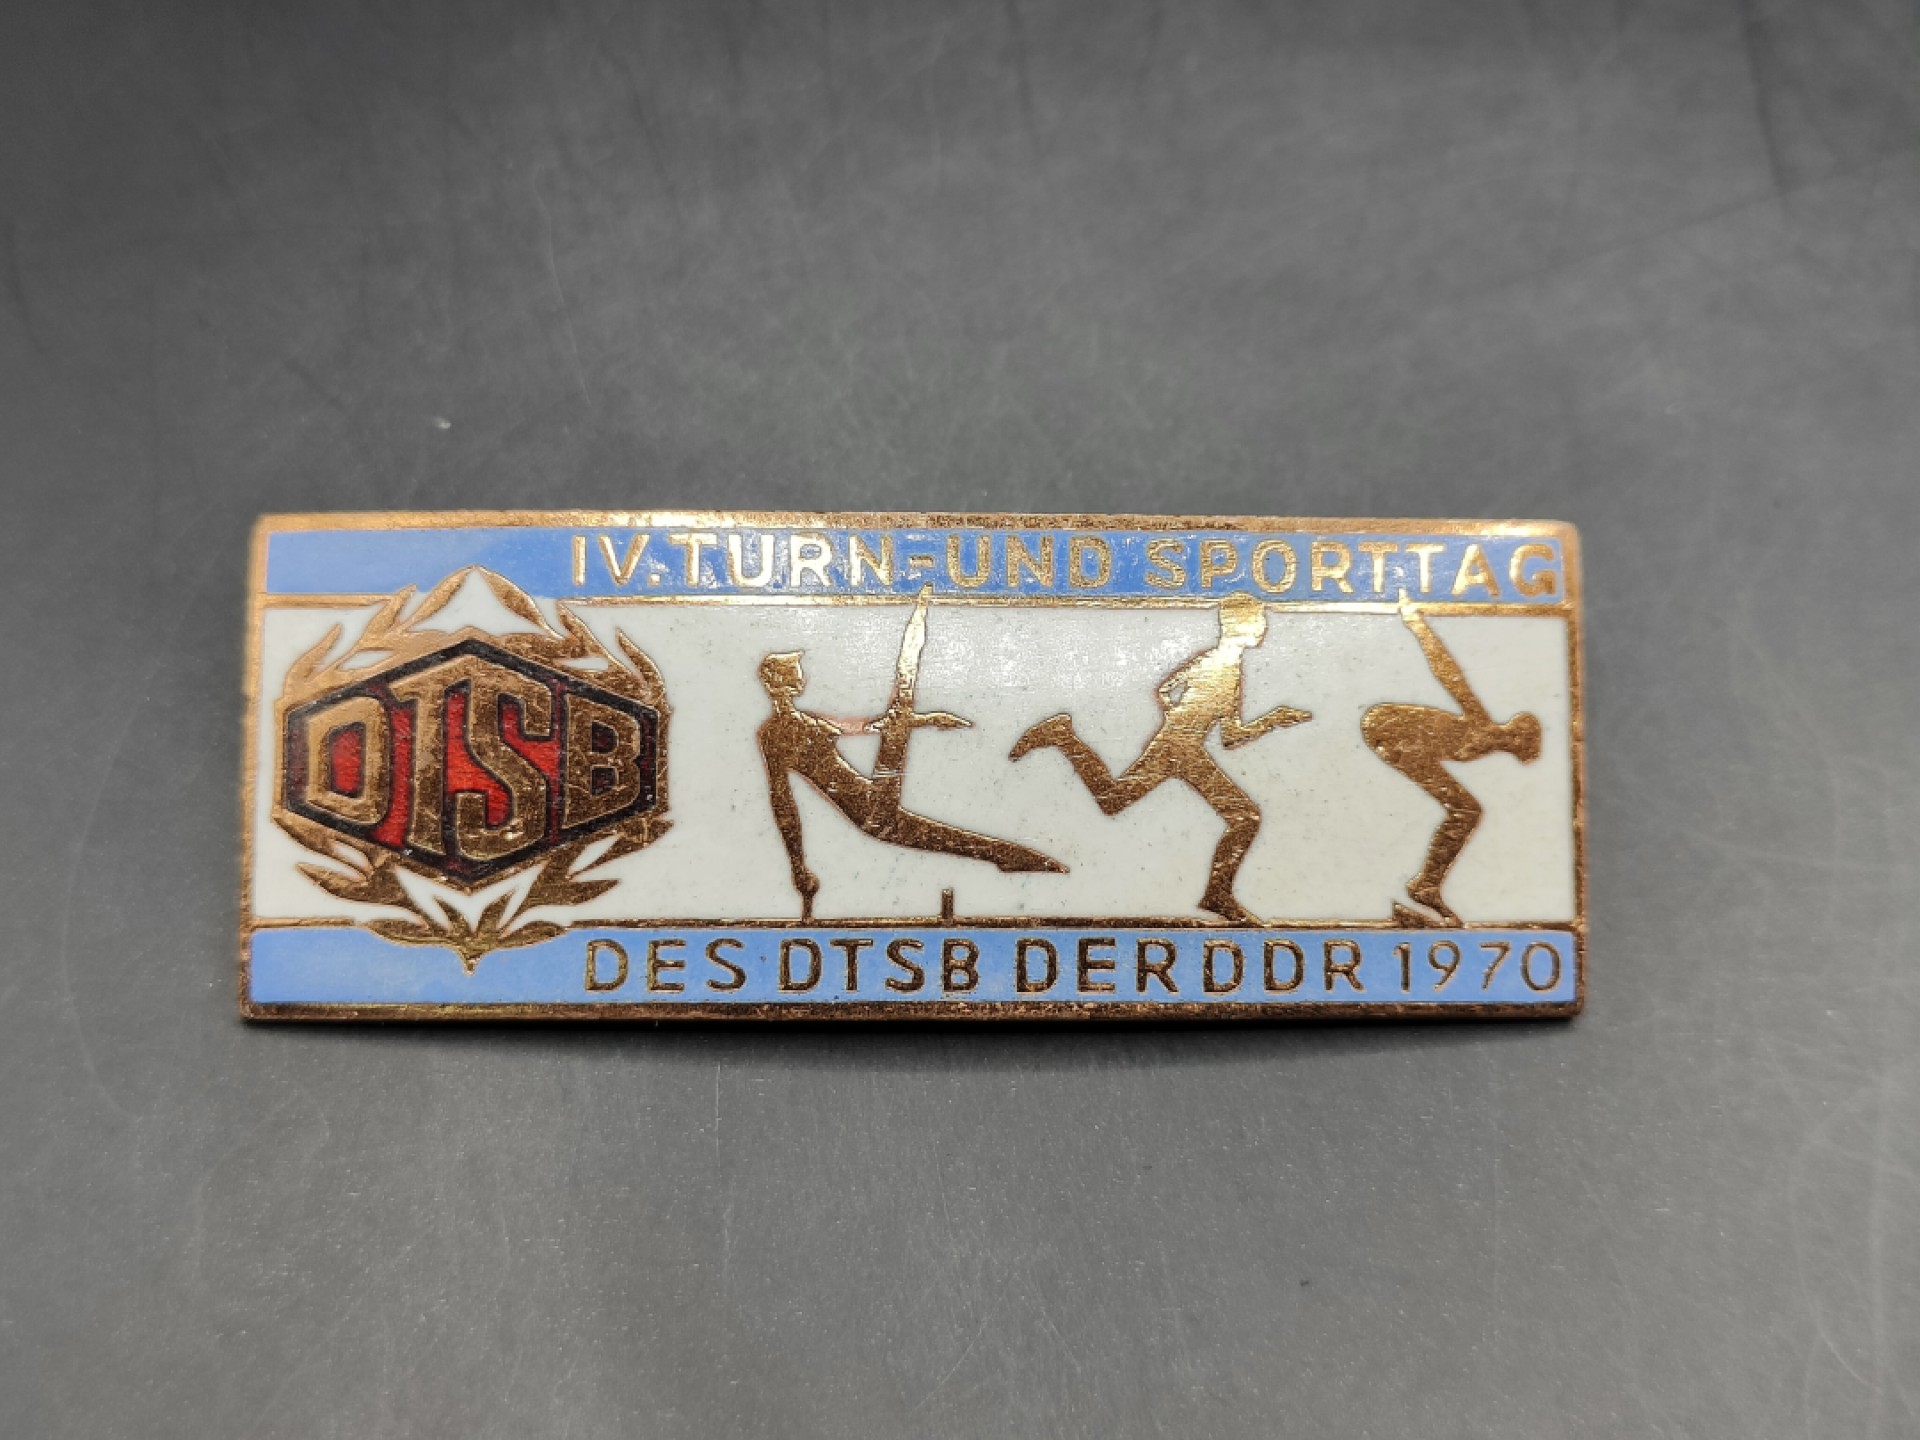 IV. TURN-UND SPORTTAG
DTSB
DES DTSB DER DDR 1970